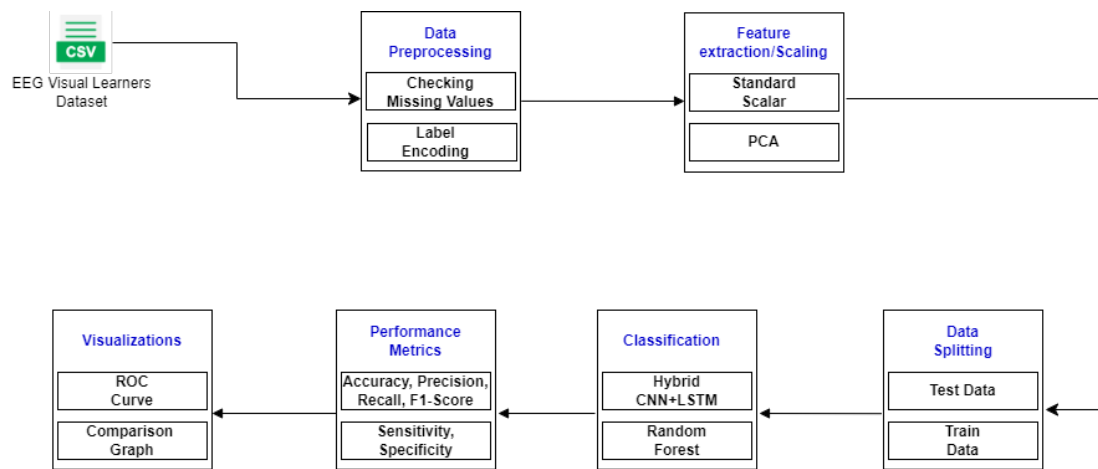 CSV
EEG Visual Learners
Dataset
Data
Preprocessing
Checking
Missing Values
Label
Encoding
Feature
extraction/Scaling
Standard
Scalar
PCA
Visualizations
ROC
Curve
Comparison
Graph
Performance
Metrics
Accuracy, Precision,
Recall, F1-Score
Sensitivity,
Specificity
Classification
Hybrid
CNN+LSTM
Random
Forest
Data
Splitting
Test Data
Train
Data